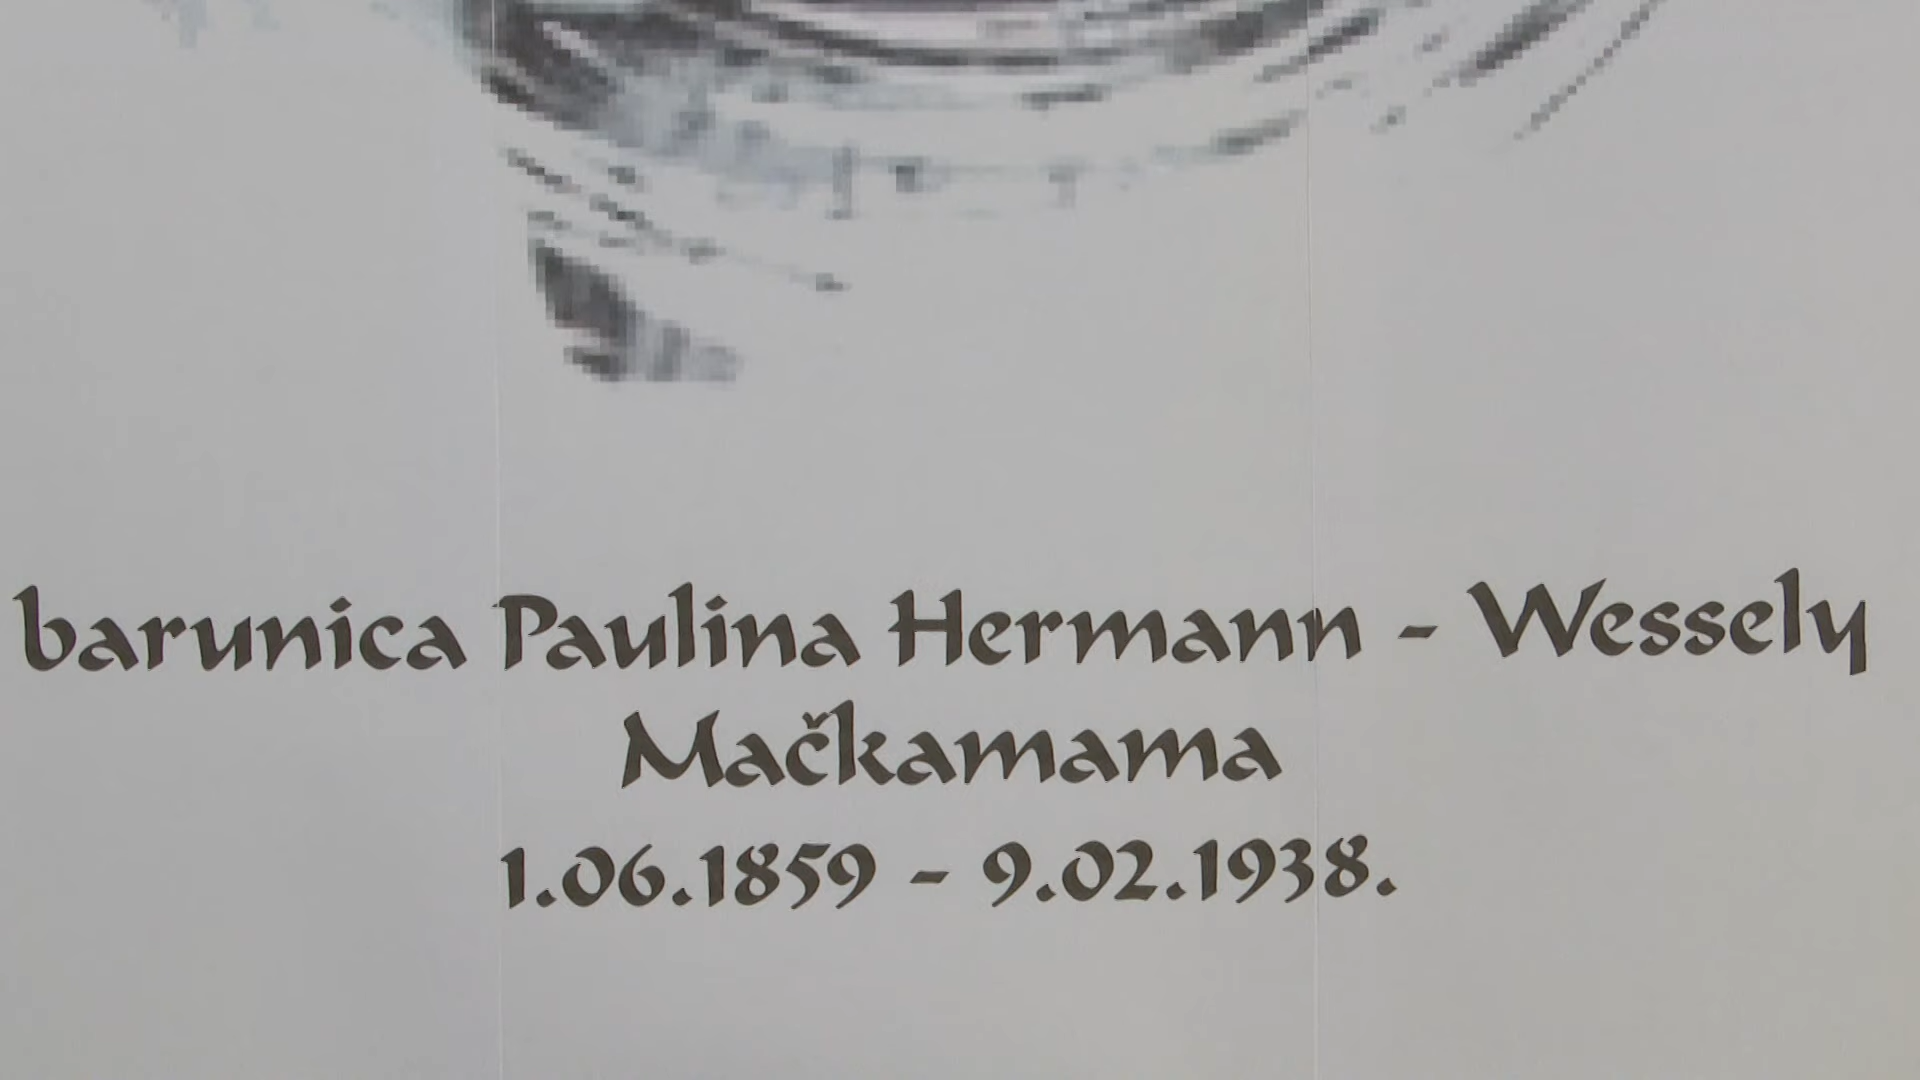 barunica Paulina Hermann - Wessely
Mačkamama
1.06.1859 - 9.02.1938.